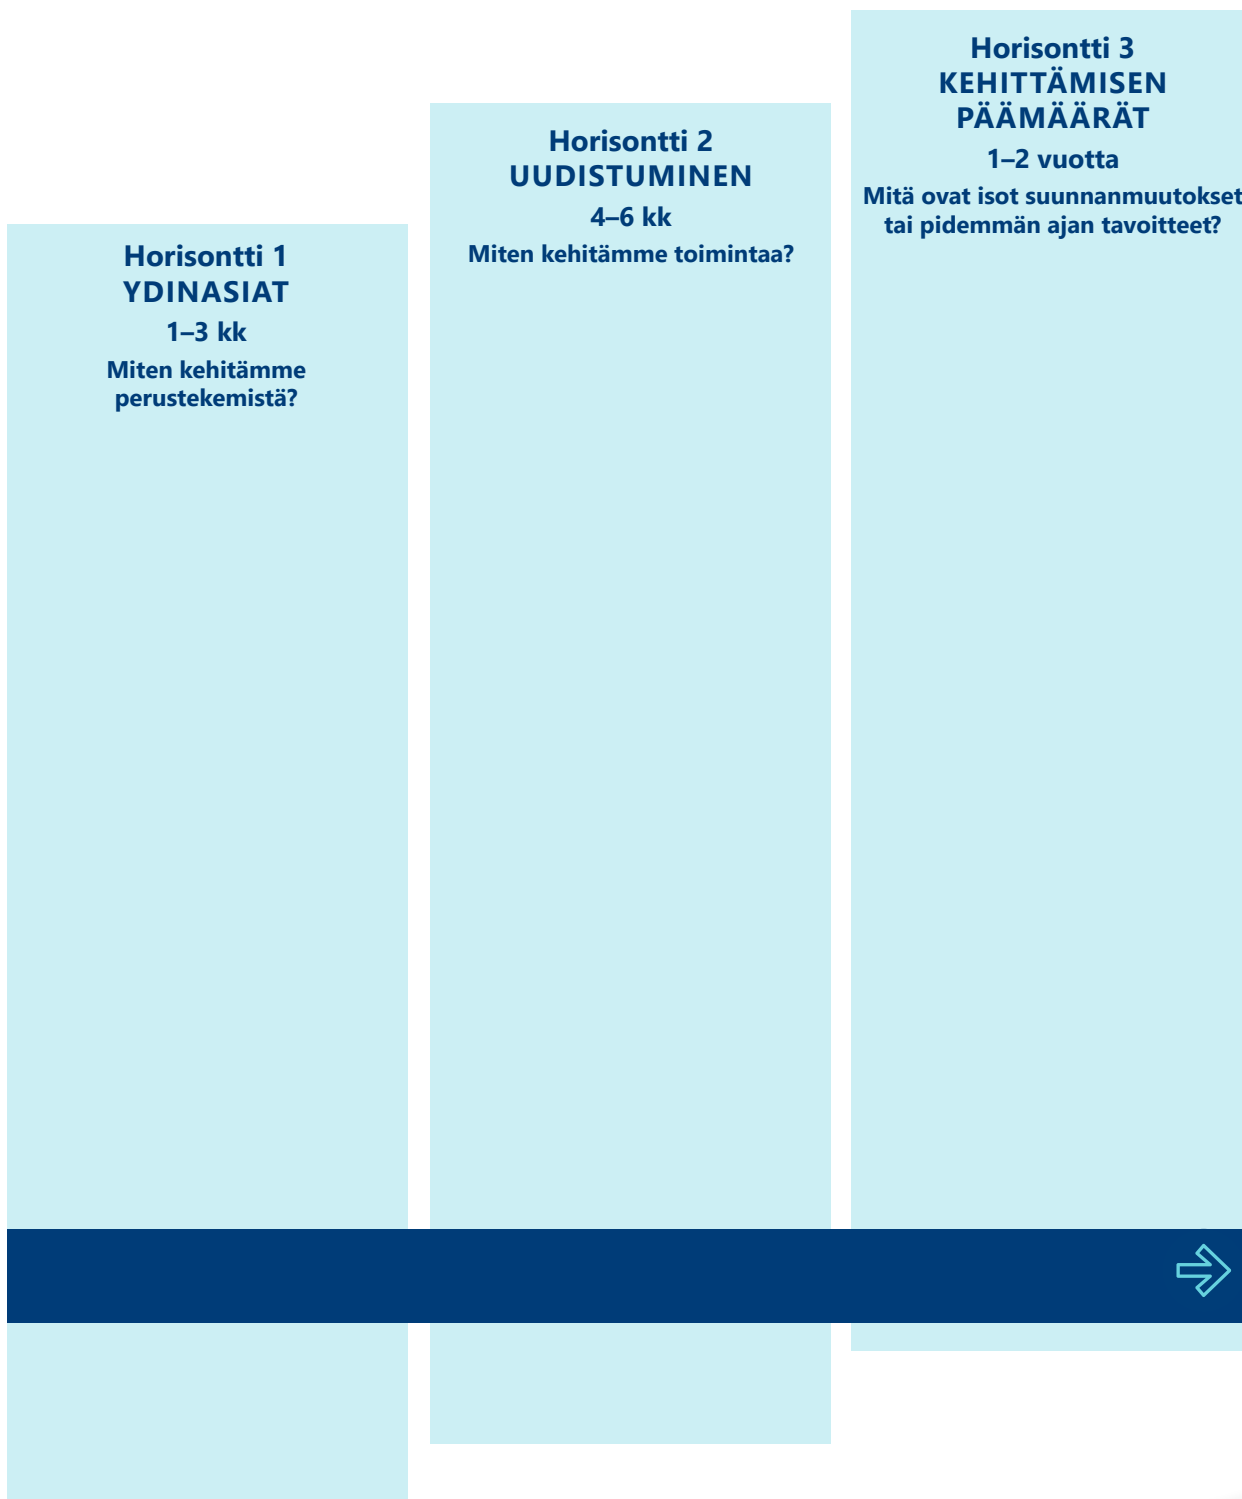 Horisontti 1
YDINASIAT
1–3 kk
Miten kehitämme
perustekemistä?
Horisontti 2
UUDISTUMINEN
4–6 kk
Miten kehitämme toimintaa?
Horisontti 3
KEHITTÄMISEN
PÄÄMÄÄRÄT
1–2 vuotta
Mitä ovat isot suunnanmuutokset
tai pidemmän ajan tavoitteet?